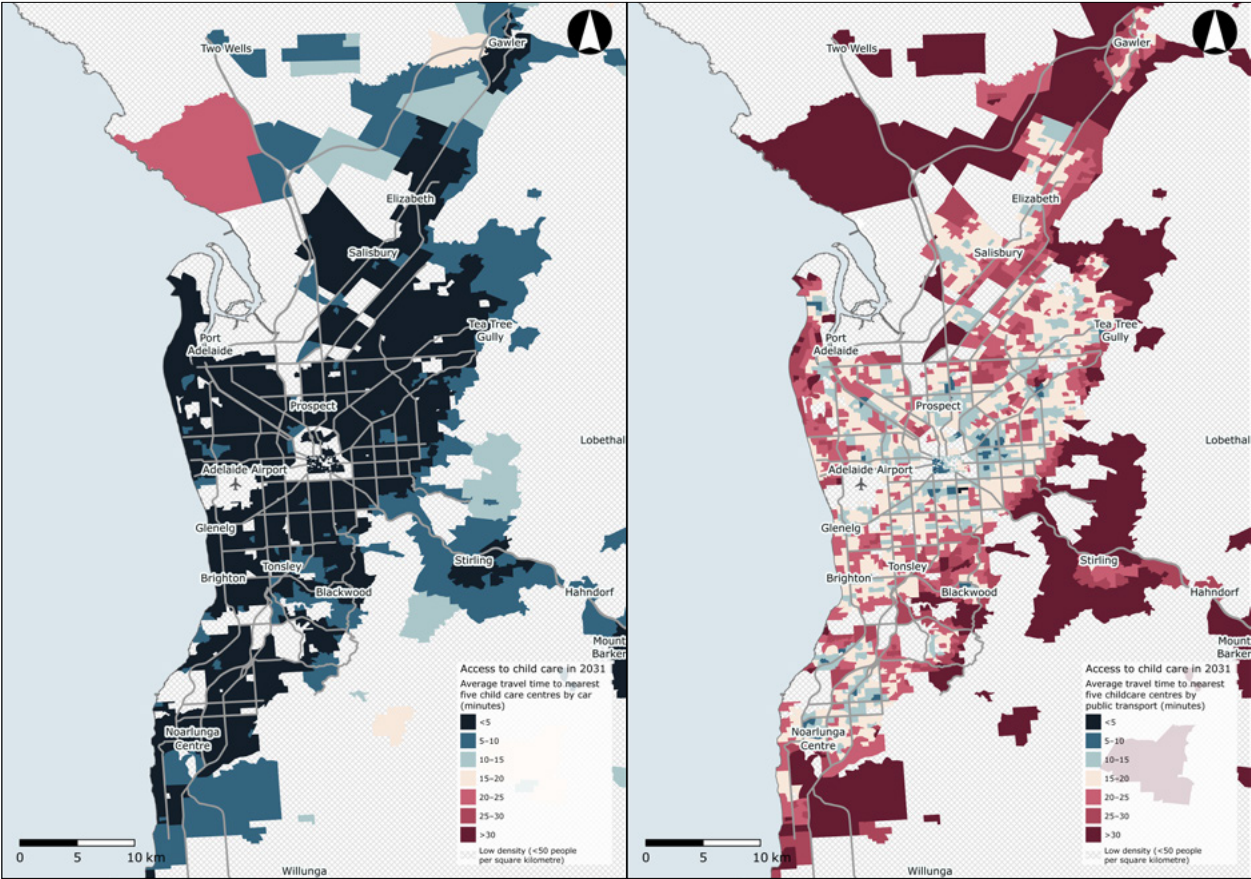 Two Wells
Gawler
Elizabeth
Salisbury
Tea Tree
Gully
Port
Adelaide
Prospect
Lobethal
Adelaide Airport
Glenelg
Stirling
Tonsley
Brighton
Blackwood
Hahndorf
Mount
Barker
Noarlunga
Centre
Willunga
Access to child care in 2031
Average travel time to nearest
five child care centres by car
(minutes)
<5
5–10
10–15
15–20
20–25
25–30
>30
Low density (<50 people
per square kilometre)
0 5 10 km
Two Wells
Gawler
Elizabeth
Salisbury
Tea Tree
Gully
Port
Adelaide
Prospect
Lobethal
Adelaide Airport
Glenelg
Stirling
Tonsley
Brighton
Blackwood
Hahndorf
Mount
Barker
Noarlunga
Centre
Willunga
Access to child care in 2031
Average travel time to nearest
five childcare centres by
public transport (minutes)
<5
5–10
10–15
15–20
20–25
25–30
>30
Low density (<50 people
per square kilometre)
0 5 10 km